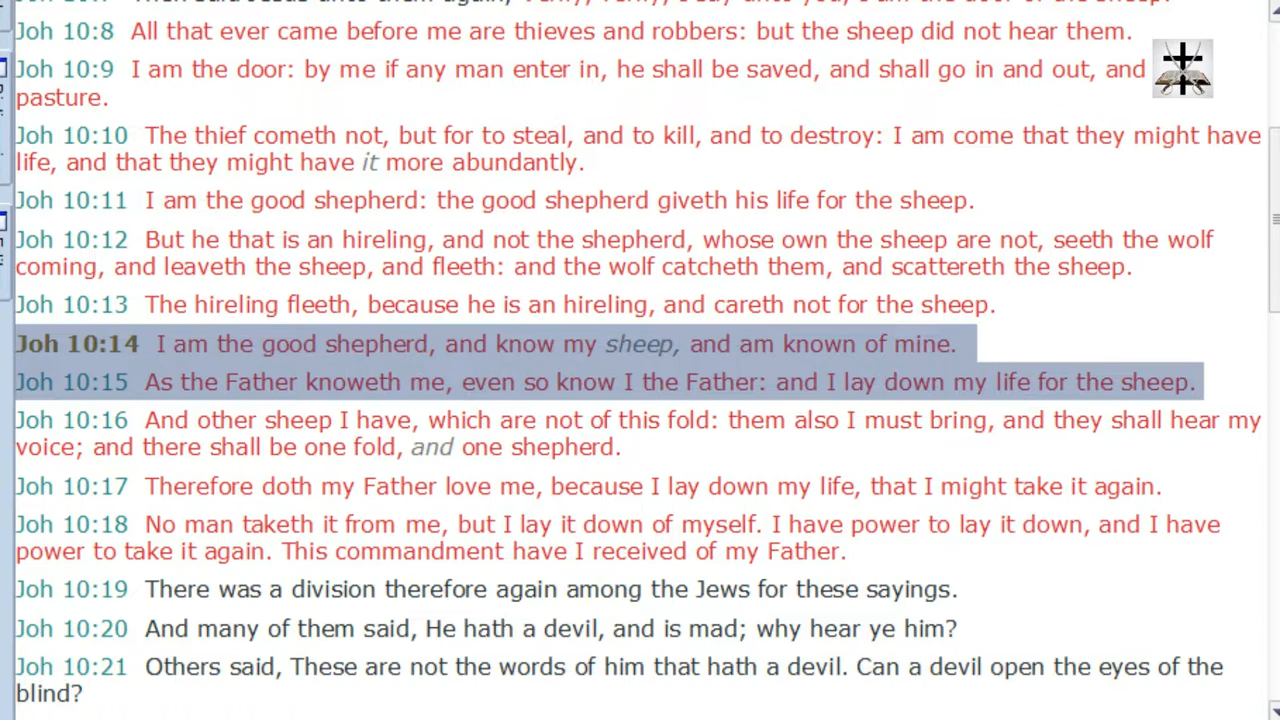 Joh 10:8 All that ever came before me are thieves and robbers: but the sheep did not hear them.
Joh 10:9 I am the door: by me if any man enter in, he shall be saved, and shall go in and out, and
pasture.
Joh 10:10 The thief cometh not, but for to steal, and to kill, and to destroy: I am come that they might have
life, and that they might have it more abundantly.
Joh 10:11 I am the good shepherd: the good shepherd giveth his life for the sheep.
Joh 10:12 But he that is an hireling, and not the shepherd, whose own the sheep are not, seeth the wolf
coming, and leaveth the sheep, and fleeth: and the wolf catcheth them, and scattereth the sheep.
Joh 10:13 The hireling fleeth, because he is an hireling, and careth not for the sheep.
Joh 10:14 I am the good shepherd, and know my sheep, and am known of mine.
Joh 10:15 As the Father knoweth me, even so know I the Father: and I lay down my life for the sheep.
Joh 10:16 And other sheep I have, which are not of this fold: them also I must bring, and they shall hear my
voice; and there shall be one fold, and one shepherd.
Joh 10:17 Therefore doth my Father love me, because I lay down my life, that I might take it again.
Joh 10:18 No man taketh it from me, but I lay it down of myself. I have power to lay it down, and I have
power to take it again. This commandment have I received of my Father.
Joh 10:19 There was a division therefore again among the Jews for these sayings.
Joh 10:20 And many of them said, He hath a devil, and is mad; why hear ye him?
Joh 10:21 Others said, These are not the words of him that hath a devil. Can a devil open the eyes of the
blind?